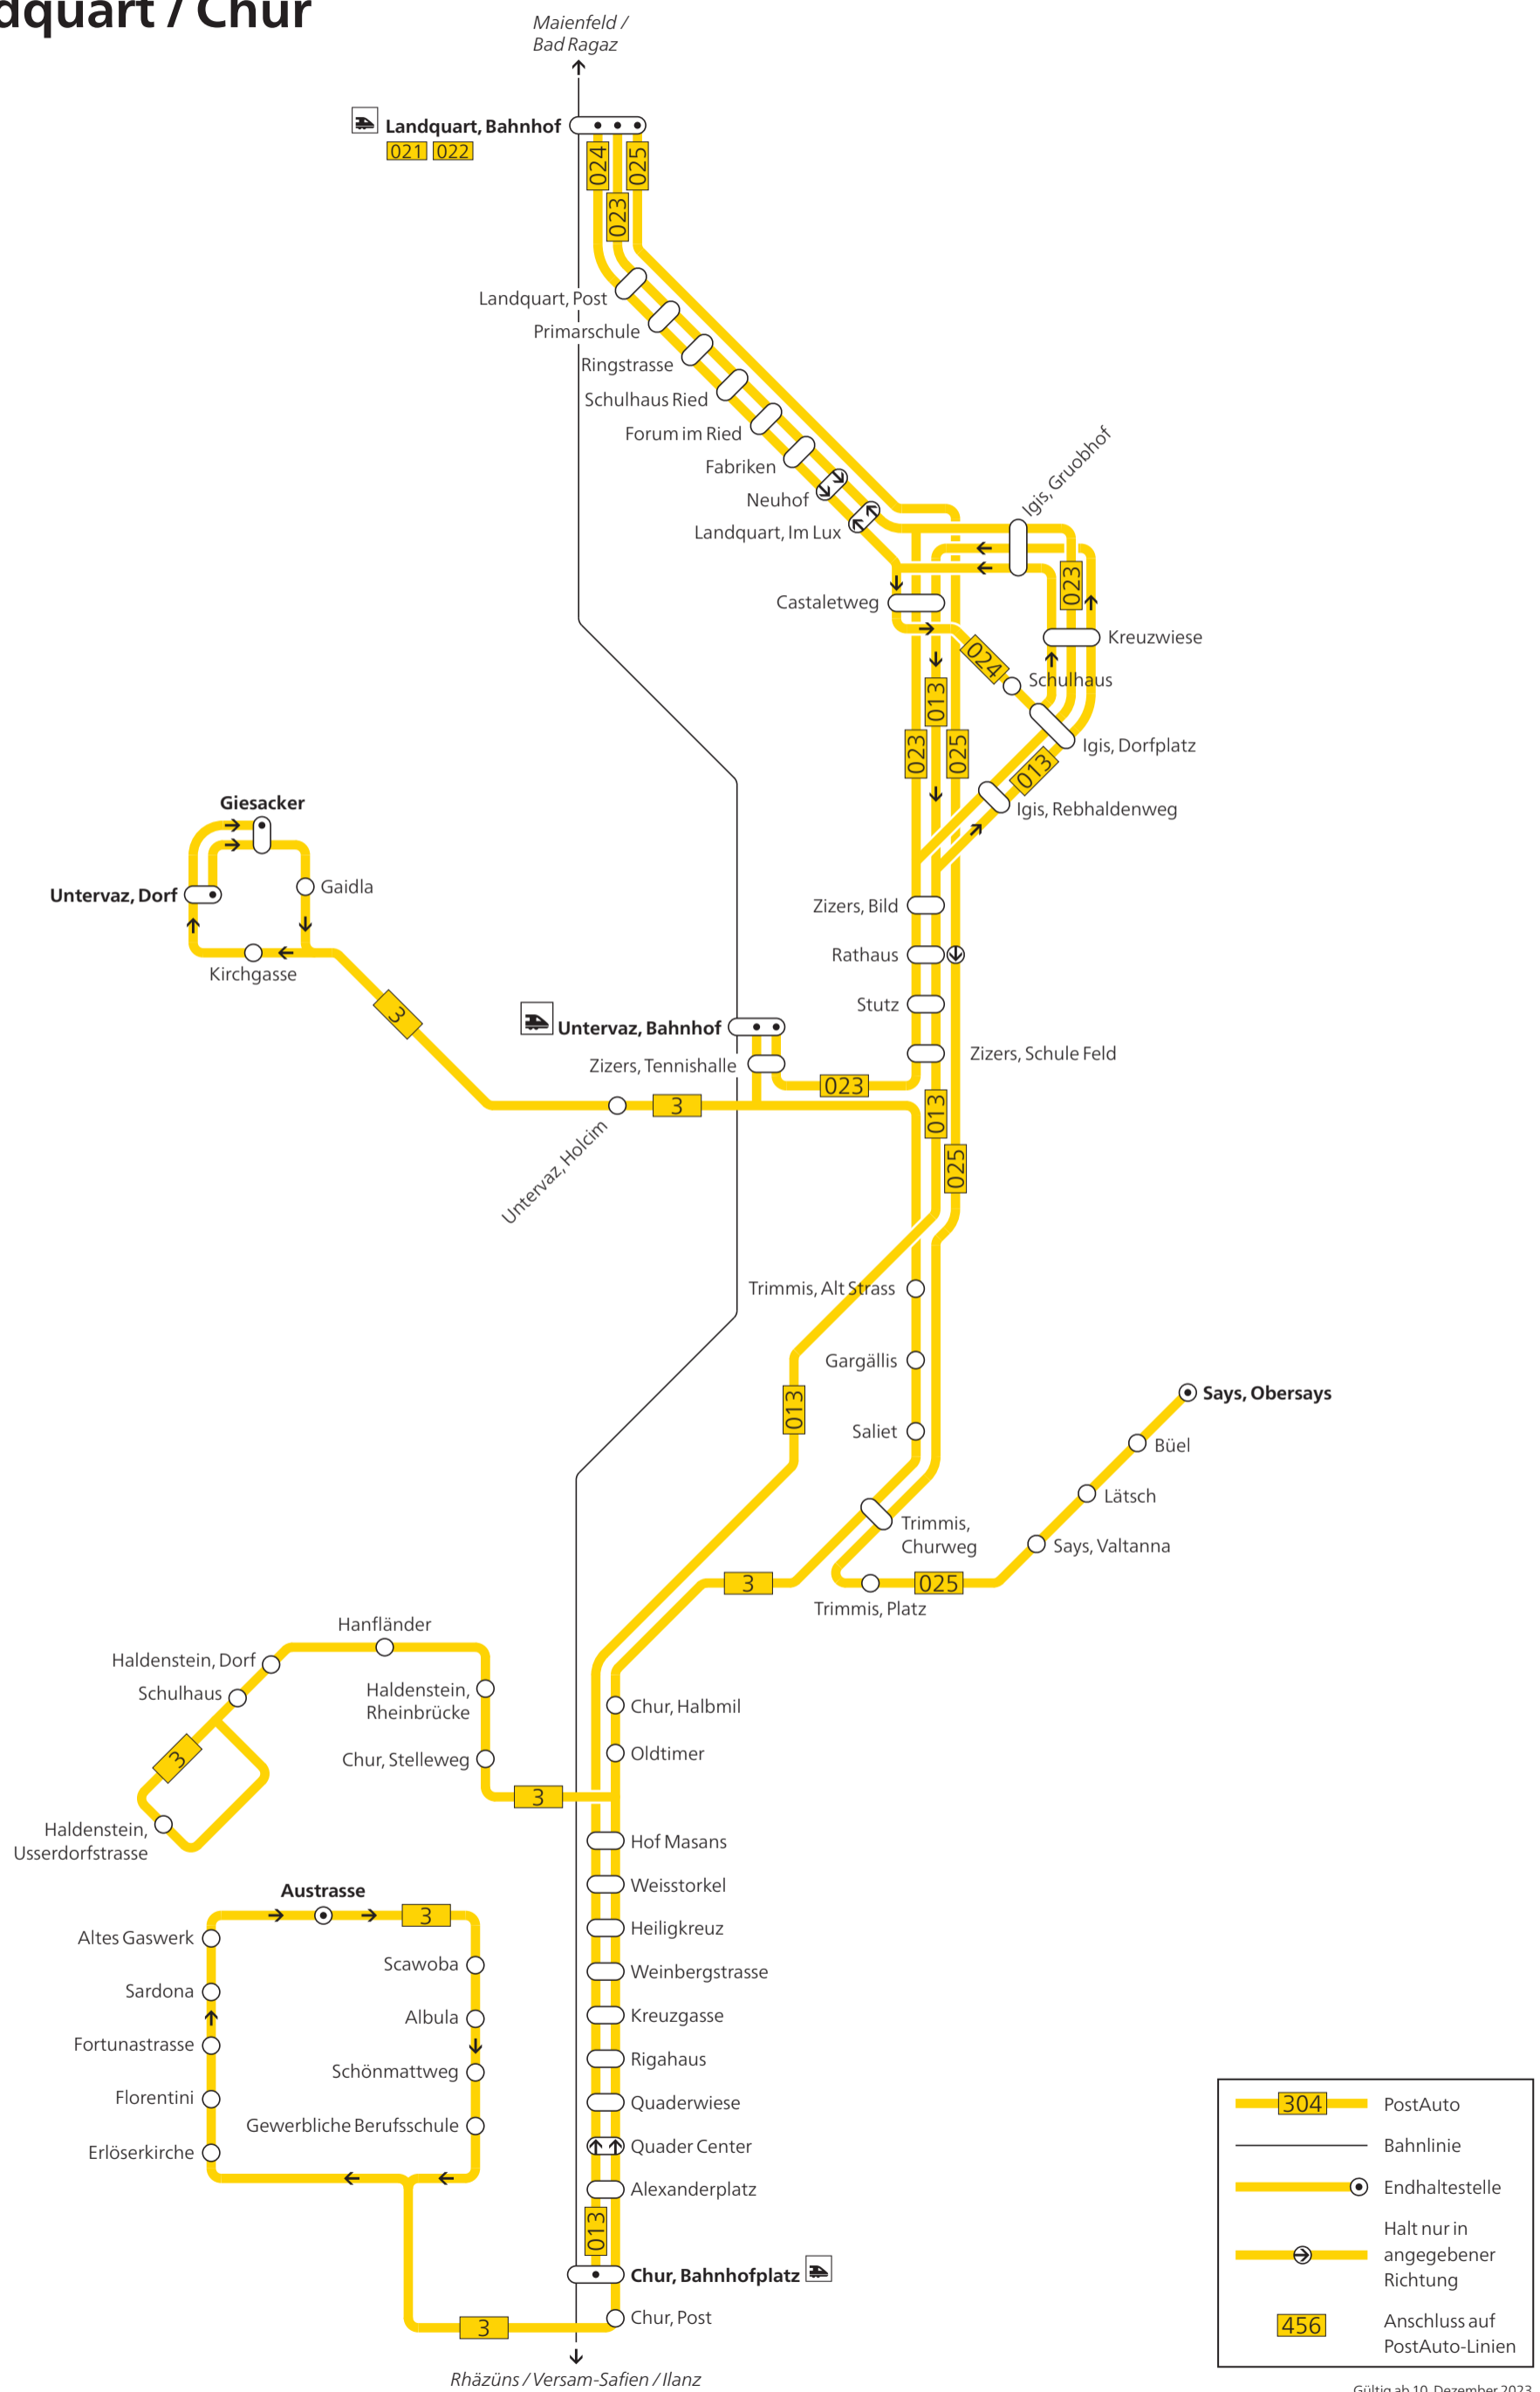 dquart / Chur
Maienfeld /
Bad Ragaz
Landquart, Bahnhof
021 022
024
023
025
Landquart, Post
Primarschule
Ringstrasse
Schulhaus Ried
Forum im Ried
Fabriken
Neuhof
Landquart, Im Lux
Igis, Gruobhof
023
Castaletweg
Kreuzwiese
024
Schulhaus
013
023
025
Igis, Dorfplatz
013
Igis, Rebhaldenweg
Giesacker
Untervaz, Dorf
Gaidla
Kirchgasse
3
Zizers, Bild
Rathaus
Stutz
Untervaz, Bahnhof
Zizers, Schule Feld
Zizers, Tennishalle
023
3
013
Untervaz, Holcim
025
Trimmis, Alt Strass
Gargällis
013
Saliet
Says, Obersays
Büel
Lätsch
Says, Valtanna
Trimmis,
Churweg
3
025
Trimmis, Platz
Hanfländer
Haldenstein, Dorf
Schulhaus
Haldenstein,
Rheinbrücke
Chur, Stelleweg
3
3
Haldenstein,
Usserdorfstrasse
Chur, Halbmil
Oldtimer
Hof Masans
Weisstorkel
Heiligkreuz
Weinbergstrasse
Kreuzgasse
Rigahaus
Quaderwiese
Quader Center
Alexanderplatz
013
Chur, Bahnhofplatz
Chur, Post
Austrasse
3
Altes Gaswerk
Scawoba
Sardona
Albula
Fortunastrasse
Schönmattweg
Florentini
Gewerbliche Berufsschule
Erlöserkirche
3
Rhäzüns / Versam-Safien / Ilanz
304 PostAuto
Bahnlinie
Endhaltestelle
Halt nur in
angegebener
Richtung
456 Anschluss auf
PostAuto-Linien
Gültig ab 10. Dezember 2023